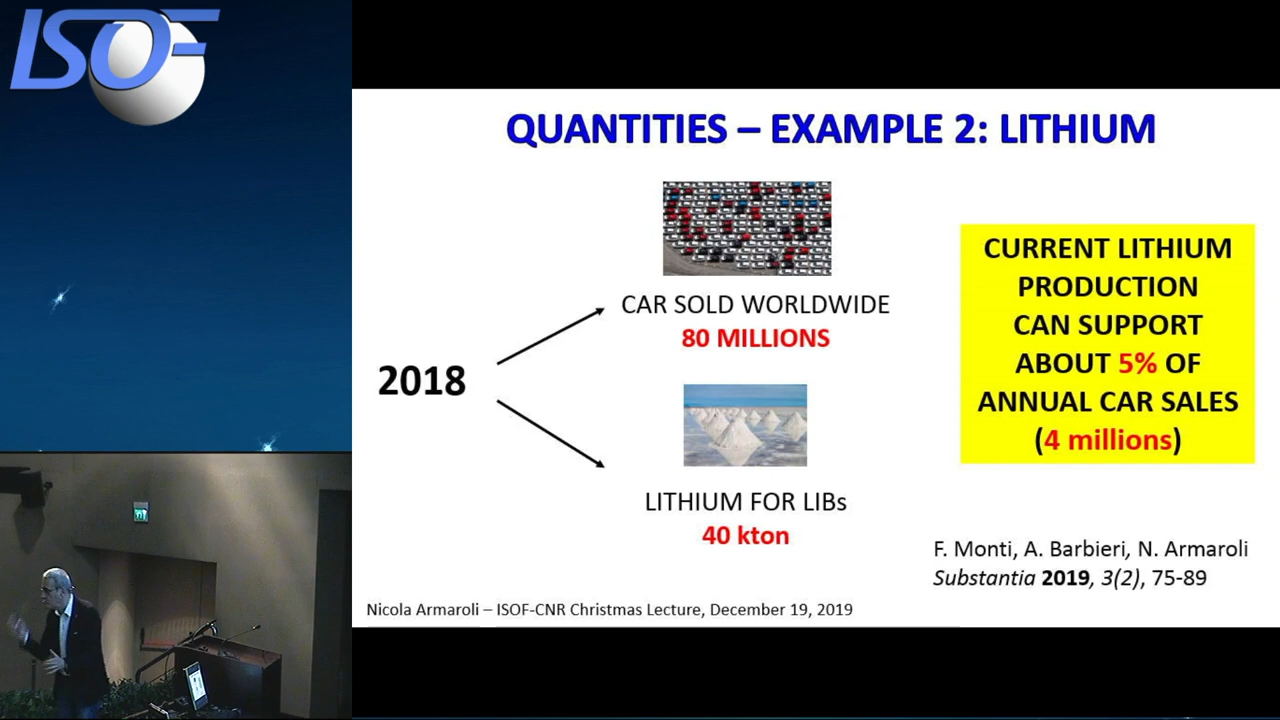 ISOF
QUANTITIES – EXAMPLE 2: LITHIUM
CAR SOLD WORLDWIDE
80 MILLIONS
2018
LITHIUM FOR LIBs
40 kton
CURRENT LITHIUM
PRODUCTION
CAN SUPPORT
ABOUT 5% OF
ANNUAL CAR SALES
(4 millions)
F. Monti, A. Barbieri, N. Armaroli
Substantia 2019, 3(2), 75-89
Nicola Armaroli – ISOF-CNR Christmas Lecture, December 19, 2019